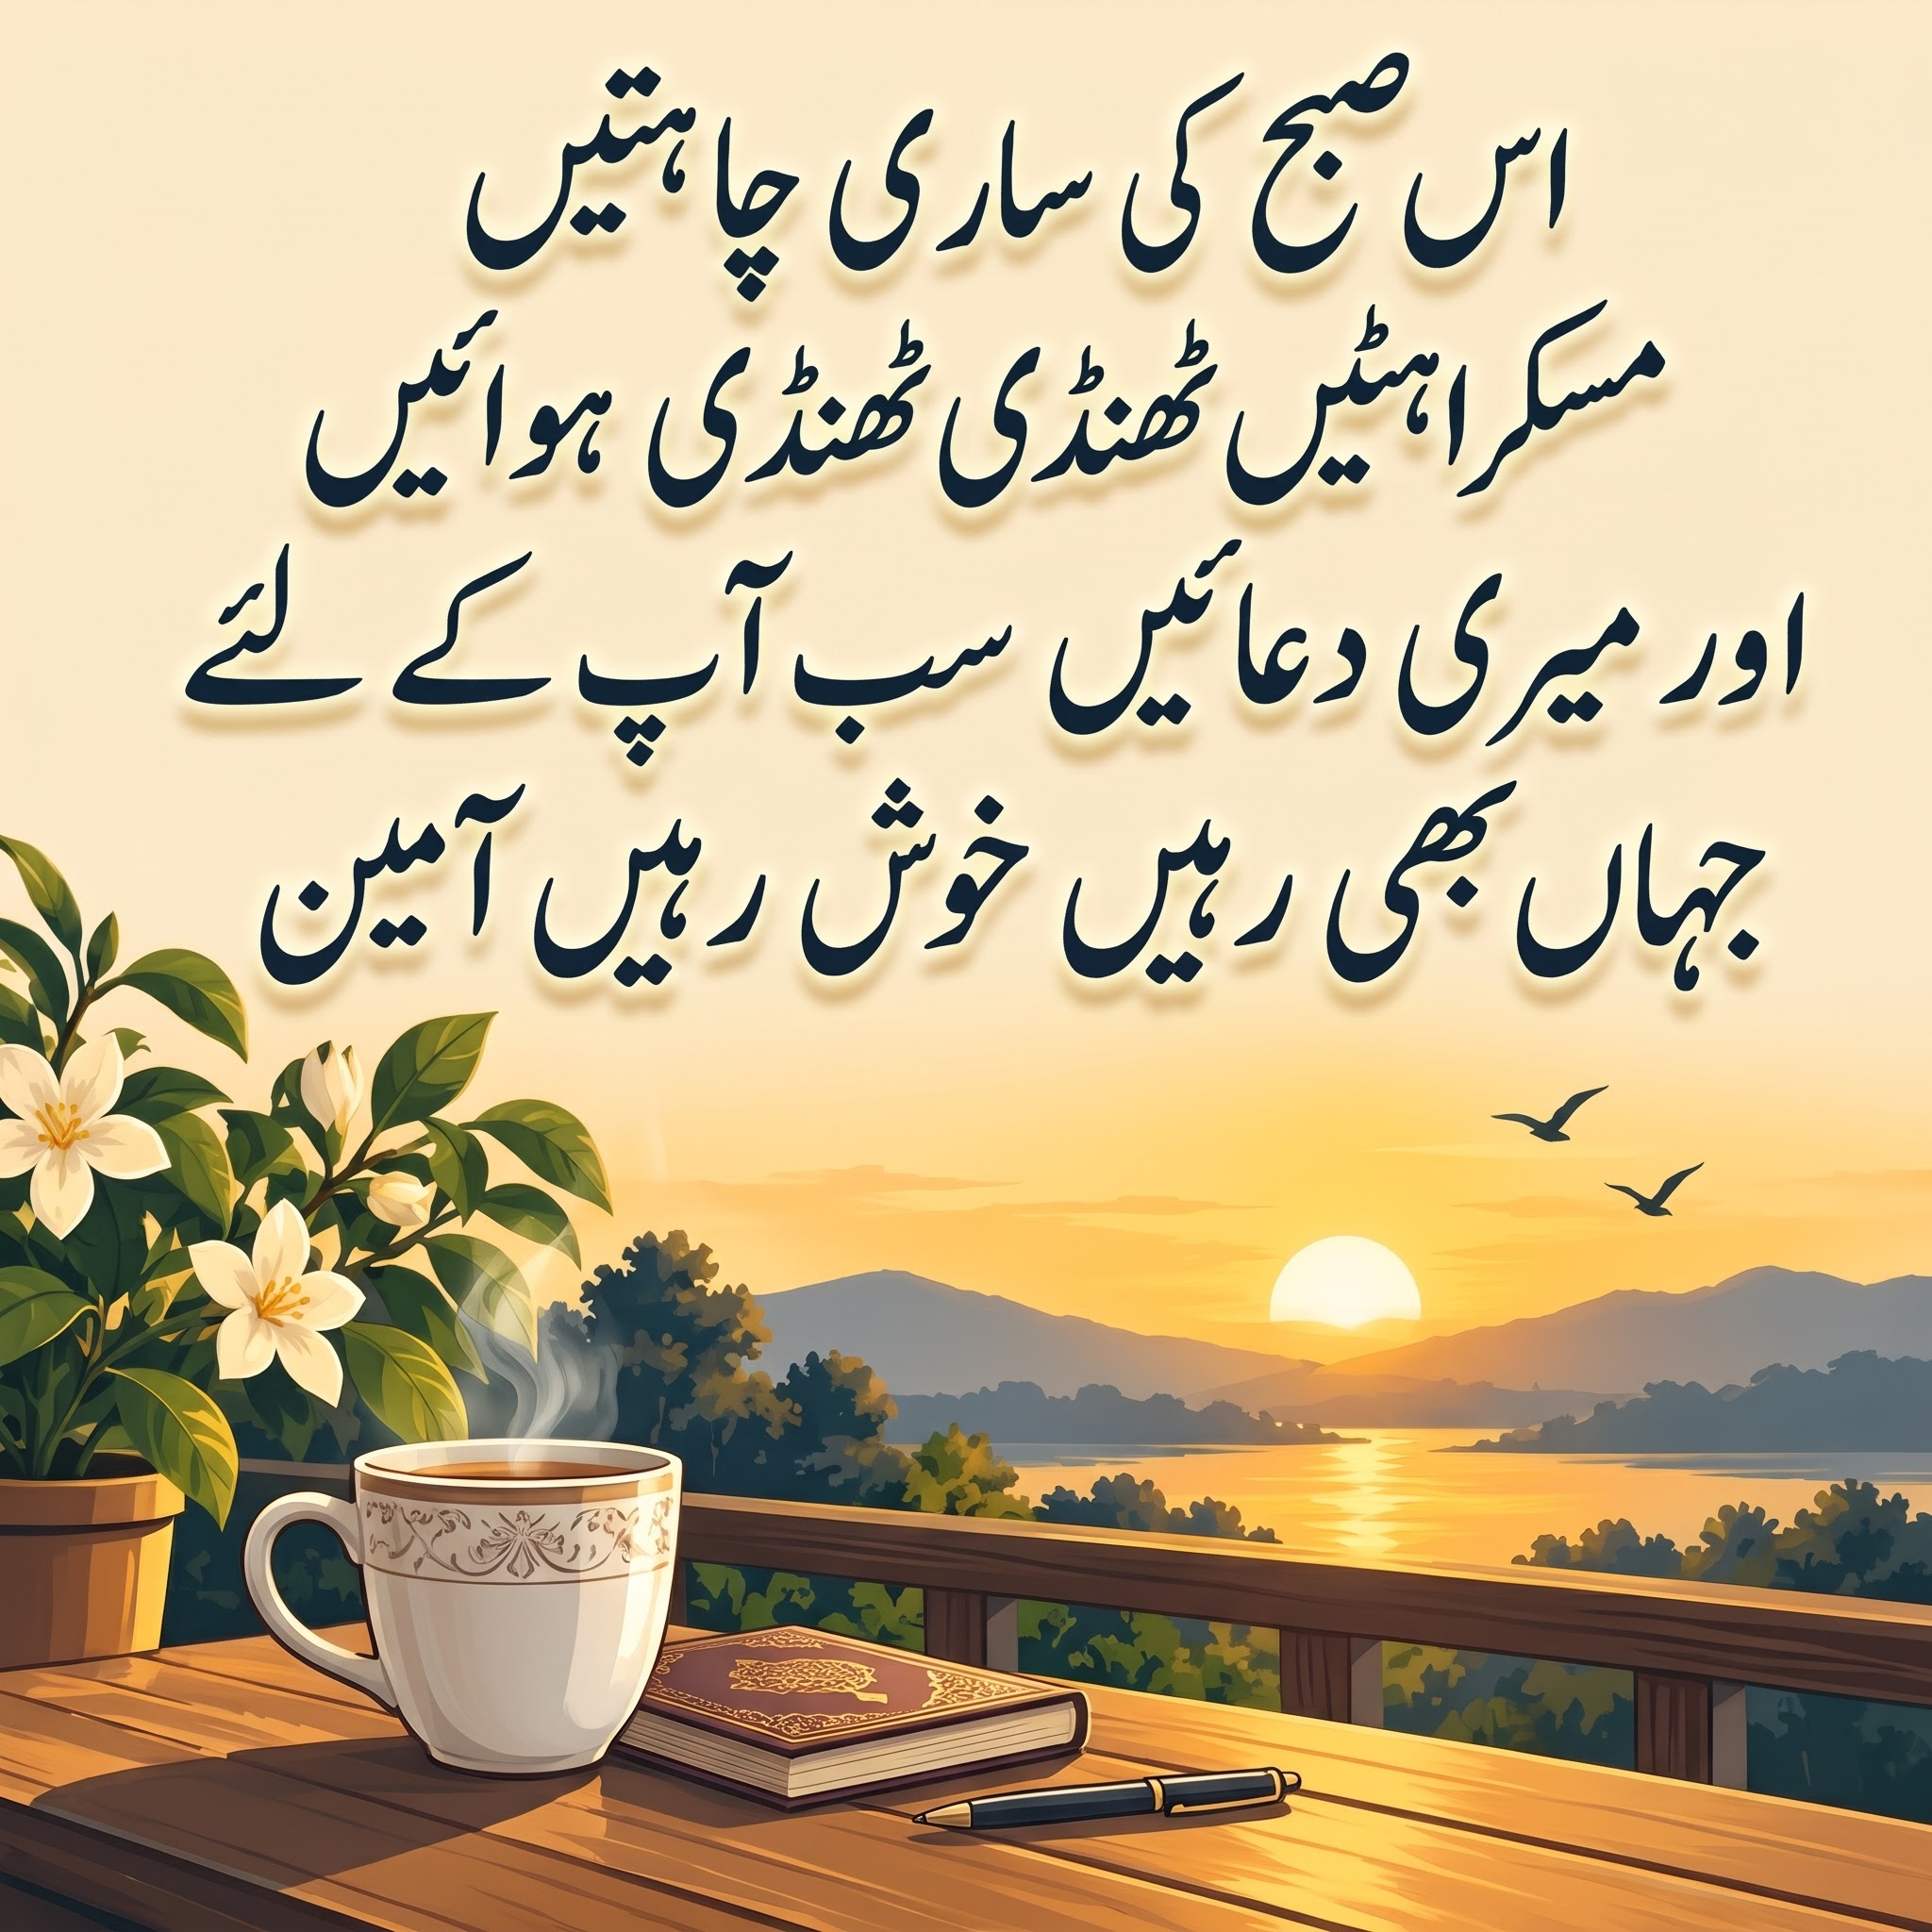 اس صبح کی ساری چاہتیں
مسکراہٹیں ٹھنڈی ٹھنڈی ہوائیں
اور میری دعائیں سب آپ کے لئے
جہاں بھی رہیں خوش رہیں آمین